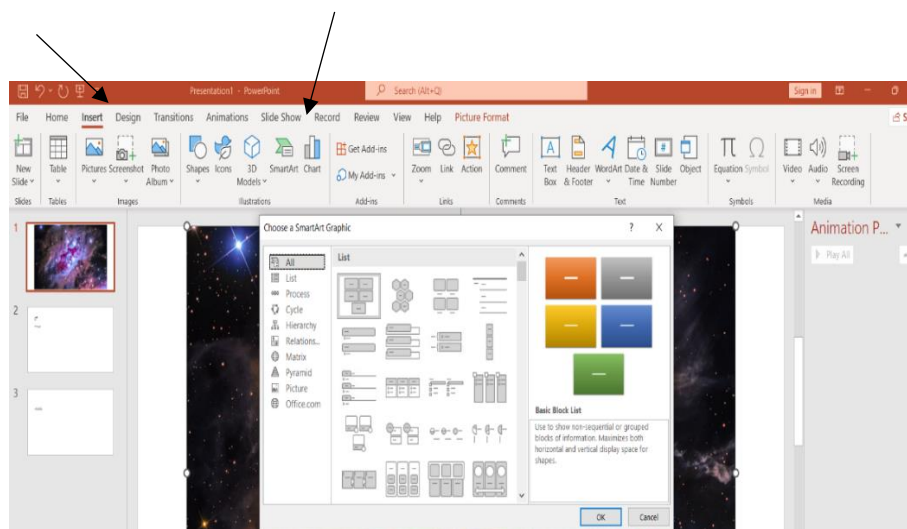 Presentation1 - PowerPoint
Search (Alt+Q)
Sign in
File Home Insert Design Transitions Animations Slide Show Record Review View Help Picture Format
New Slide
Table
Pictures
Screenshot
Photo Album
Shapes
Icons
3D Models
SmartArt
Chart
Get Add-ins
My Add-ins
Zoom
Link
Action
Comment
Text Box
Header & Footer
WordArt
Date & Time
Slide Number
Object
Equation
Symbol
Video
Audio
Screen Recording
Slides Tables Images Illustrations Add-ins Links Comments Text Symbols Media
1
2
3
Choose a SmartArt Graphic ? X
All
List
Process
Cycle
Hierarchy
Relations...
Matrix
Pyramid
Picture
Office.com
List
Basic Block List
Use to show non-sequential or grouped
blocks of information. Maximizes both
horizontal and vertical display space for
shapes.
OK Cancel
Animation P...
Play All